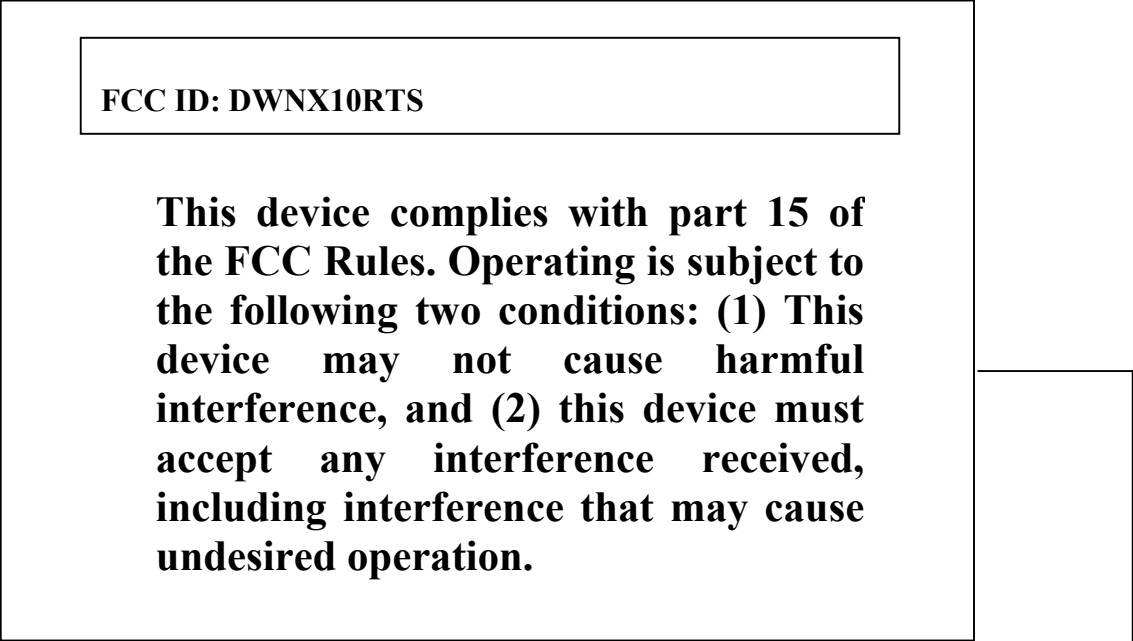 FCC ID: DWNX10RTS
This device complies with part 15 of
the FCC Rules. Operating is subject to
the following two conditions: (1) This
device may not cause harmful
interference, and (2) this device must
accept any interference received,
including interference that may cause
undesired operation.